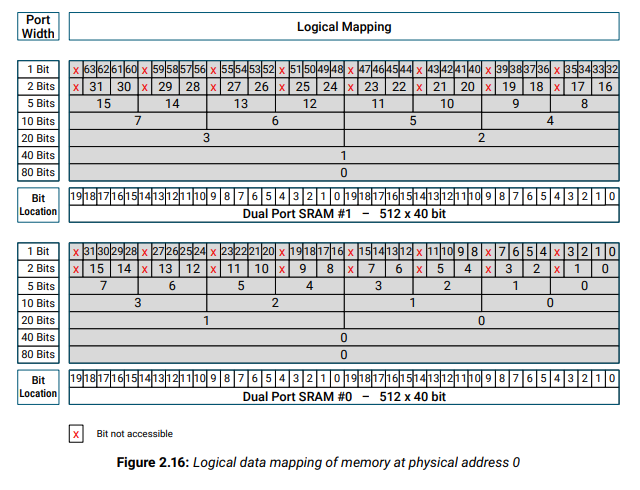 Port Width Logical Mapping
1 Bit x 63 62 61 60 x 59 58 57 56 x 55 54 53 52 x 51 50 49 48 x 47 46 45 44 x 43 42 41 40 x 39 38 37 36 x 35 34 33 32
2 Bits x 31 30 x 29 28 x 27 26 x 25 24 x 23 22 x 21 20 x 19 18 x 17 16
5 Bits 15 14 13 12 11 10 9 8
10 Bits 7 6 5 4
20 Bits 3 2
40 Bits 1
80 Bits 0
Bit Location 19 18 17 16 15 14 13 12 11 10 9 8 7 6 5 4 3 2 1 0 19 18 17 16 15 14 13 12 11 10 9 8 7 6 5 4 3 2 1 0
Dual Port SRAM #1 – 512 x 40 bit
1 Bit x 31 30 29 28 x 27 26 25 24 x 23 22 21 20 x 19 18 17 16 x 15 14 13 12 x 11 10 9 8 x 7 6 5 4 x 3 2 1 0
2 Bits x 15 14 x 13 12 x 11 10 x 9 8 x 7 6 x 5 4 x 3 2 x 1 0
5 Bits 7 6 5 4 3 2 1 0
10 Bits 3 2 1 0
20 Bits 1 0
40 Bits 0
80 Bits 0
Bit Location 19 18 17 16 15 14 13 12 11 10 9 8 7 6 5 4 3 2 1 0 19 18 17 16 15 14 13 12 11 10 9 8 7 6 5 4 3 2 1 0
Dual Port SRAM #0 – 512 x 40 bit
x Bit not accessible
Figure 2.16: Logical data mapping of memory at physical address 0